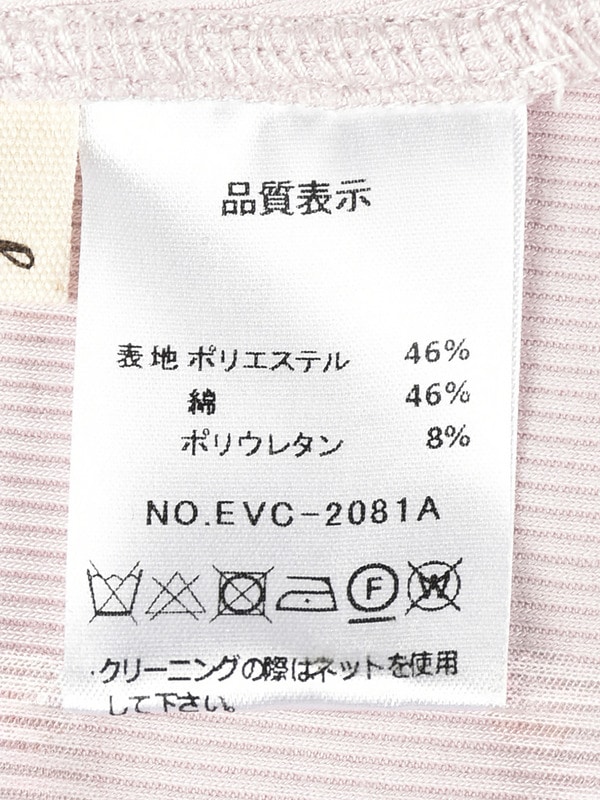 品質表示
表地 ポリエステル 46%
綿 46%
ポリウレタン 8%
NO.EVC-2081A
F W
・クリーニングの際はネットを使用
して下さい。